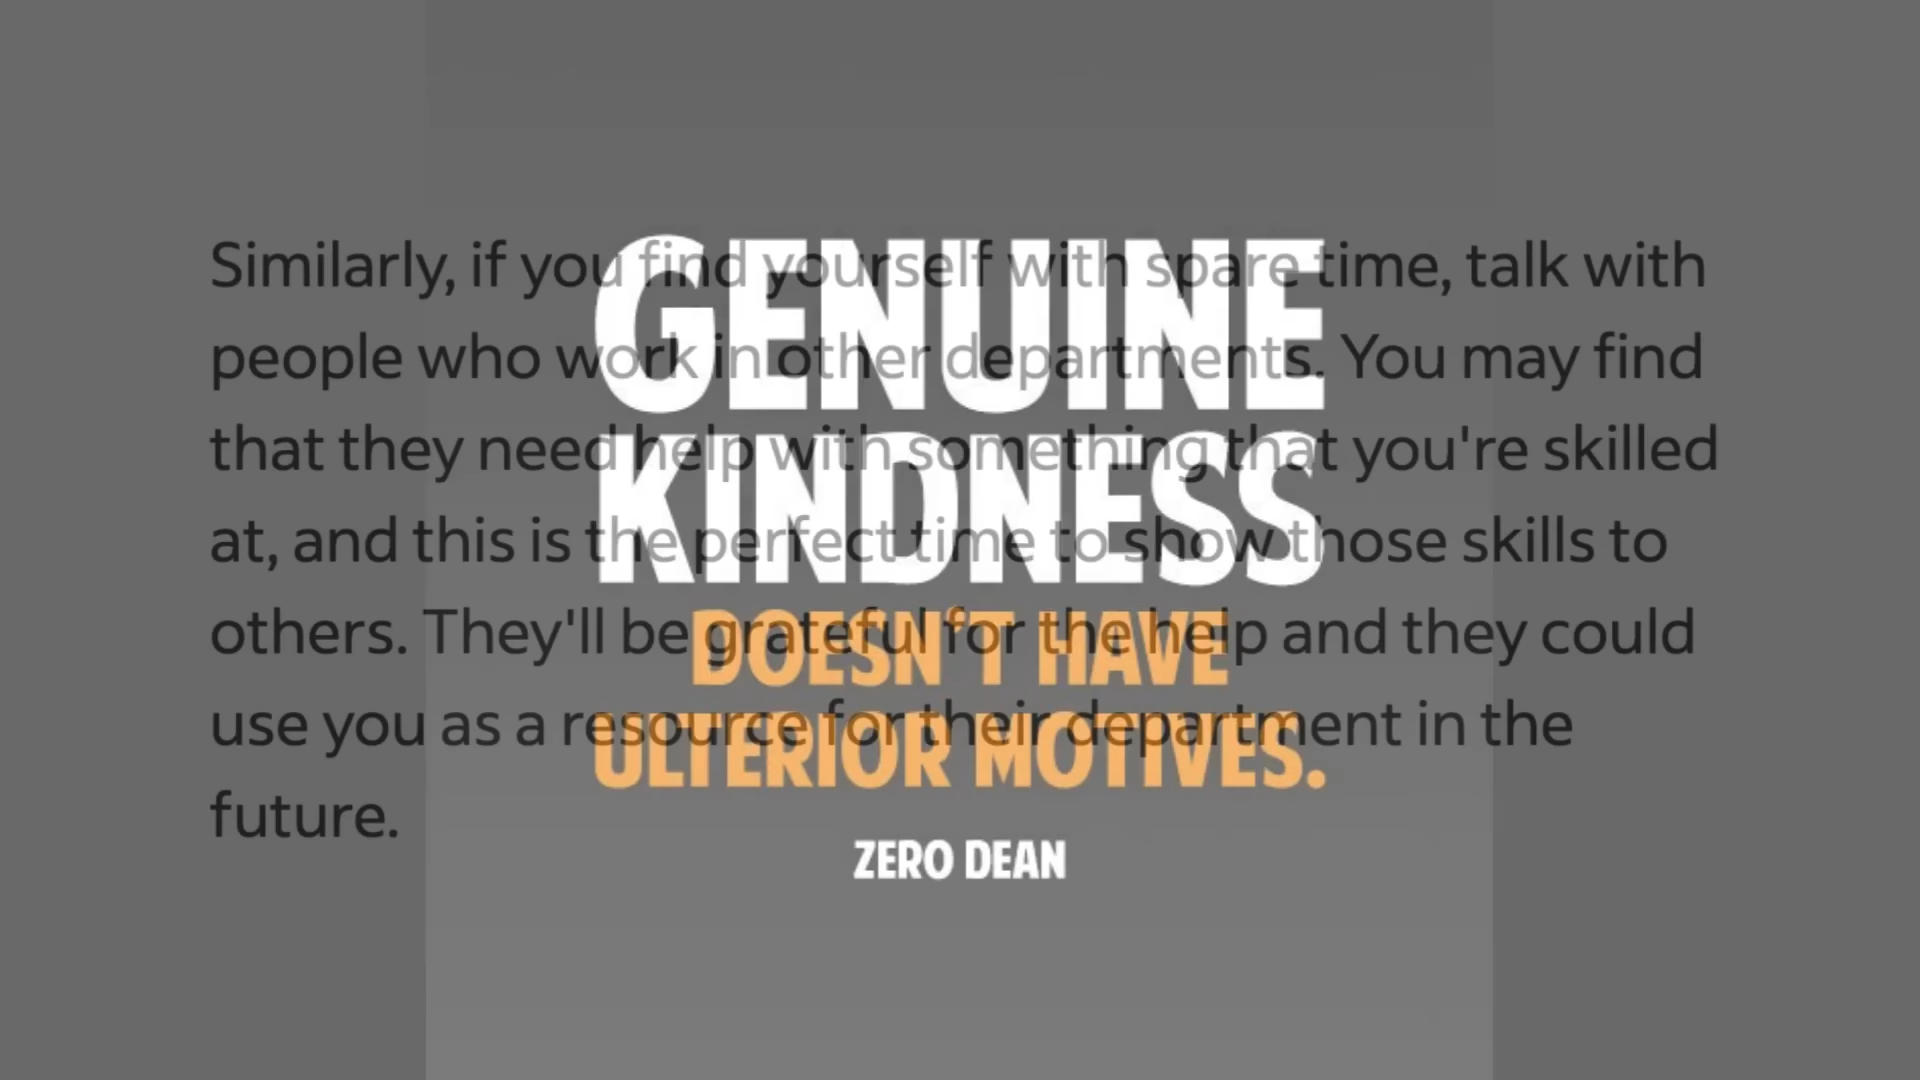 Similarly, if you find yourself with spare time, talk with
people who work in other departments. You may find
that they need help with something that you're skilled
at, and this is the perfect time to show those skills to
others. They'll be grateful for the help and they could
use you as a resource for their department in the
future.
GENUINE
KINDNESS
DOESN'T HAVE
ULTERIOR MOTIVES.
ZERO DEAN